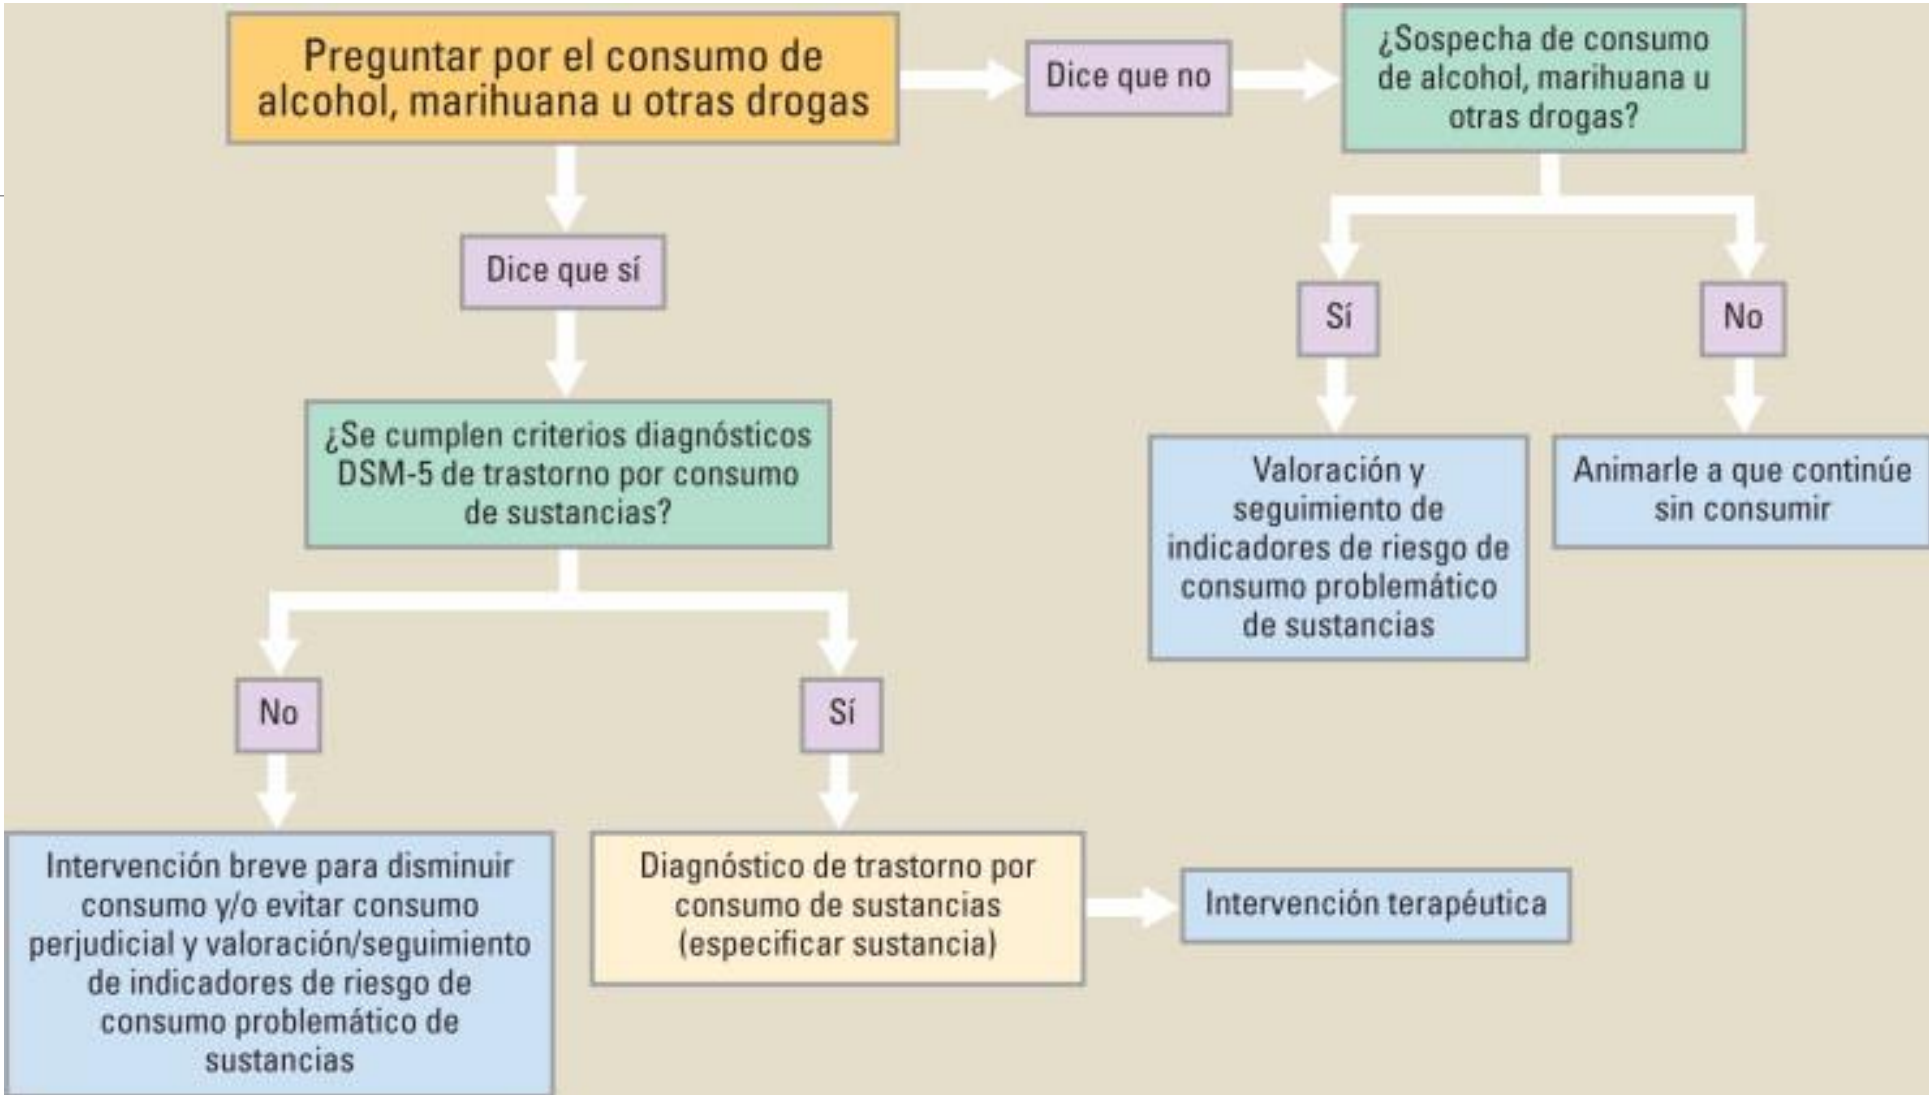 Preguntar por el consumo de
alcohol, marihuana u otras drogas
Dice que no
¿Sospecha de consumo
de alcohol, marihuana u
otras drogas?
Dice que sí
Sí
No
¿Se cumplen criterios diagnósticos
DSM-5 de trastorno por consumo
de sustancias?
Valoración y
seguimiento de
indicadores de riesgo de
consumo problemático
de sustancias
Animarle a que continúe
sin consumir
No
Sí
Intervención breve para disminuir
consumo y/o evitar consumo
perjudicial y valoración/seguimiento
de indicadores de riesgo de
consumo problemático de
sustancias
Diagnóstico de trastorno por
consumo de sustancias
(especificar sustancia)
Intervención terapéutica